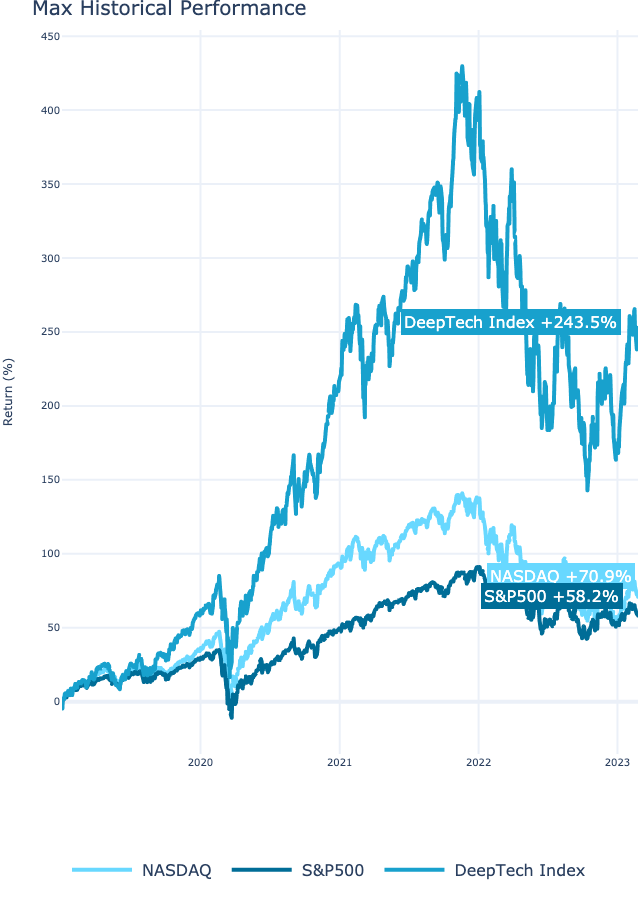 Max Historical Performance
Return (%)
450
400
350
300
250
200
150
100
50
0
DeepTech Index +243.5%
NASDAQ +70.9%
S&P500 +58.2%
2020
2021
2022
2023
NASDAQ
S&P500
DeepTech Index